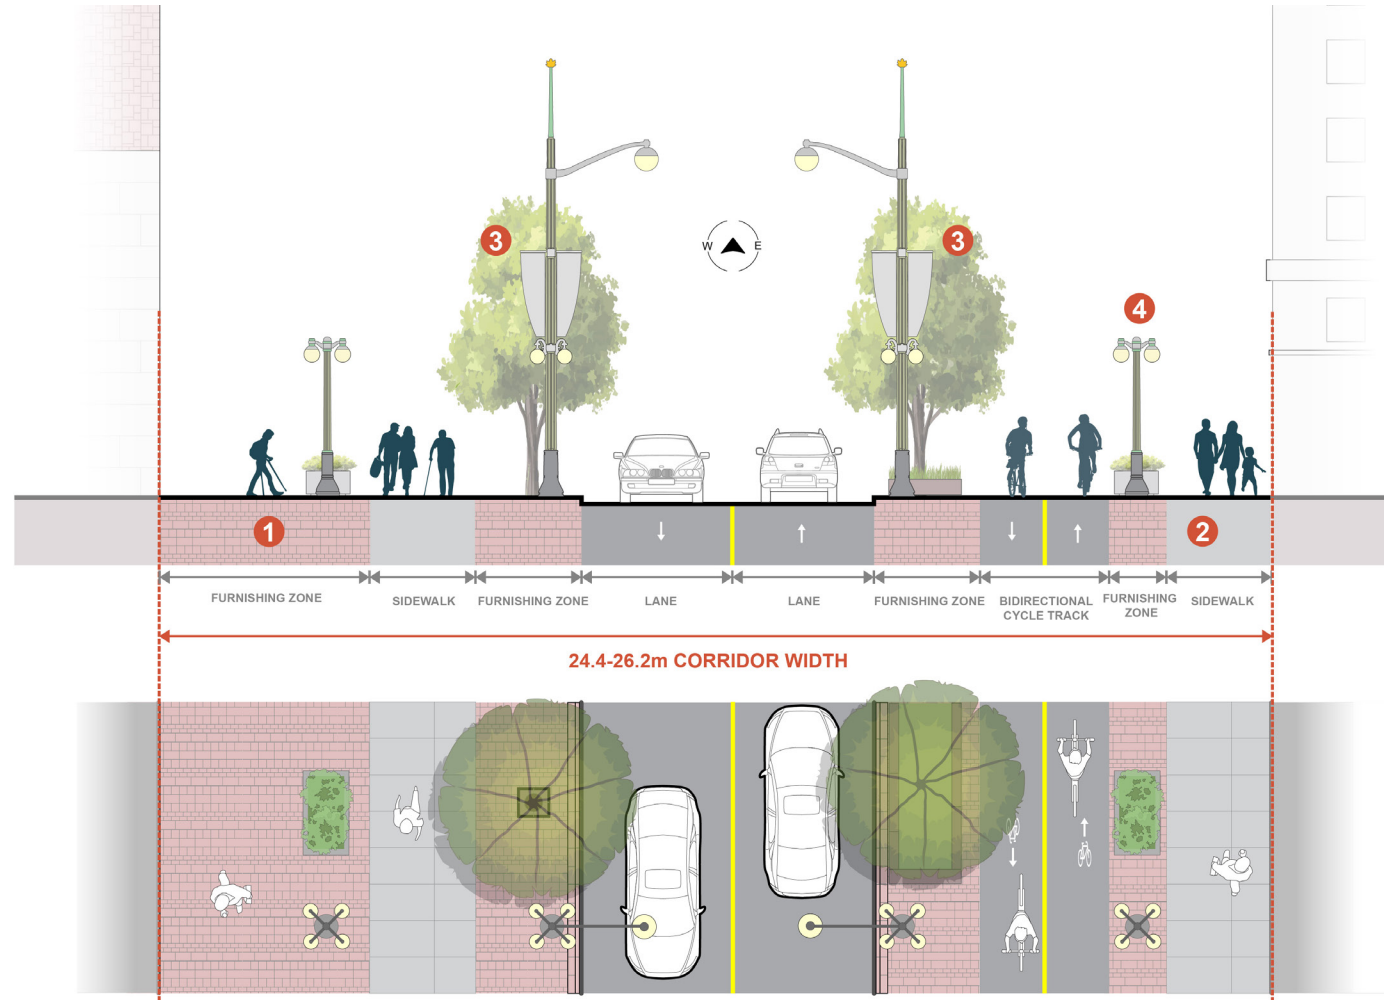 3
3
W E
4
1
2
FURNISHING ZONE
SIDEWALK
FURNISHING ZONE
LANE
LANE
FURNISHING ZONE
BIDIRECTIONAL
CYCLE TRACK
FURNISHING
ZONE
SIDEWALK
24.4-26.2m CORRIDOR WIDTH